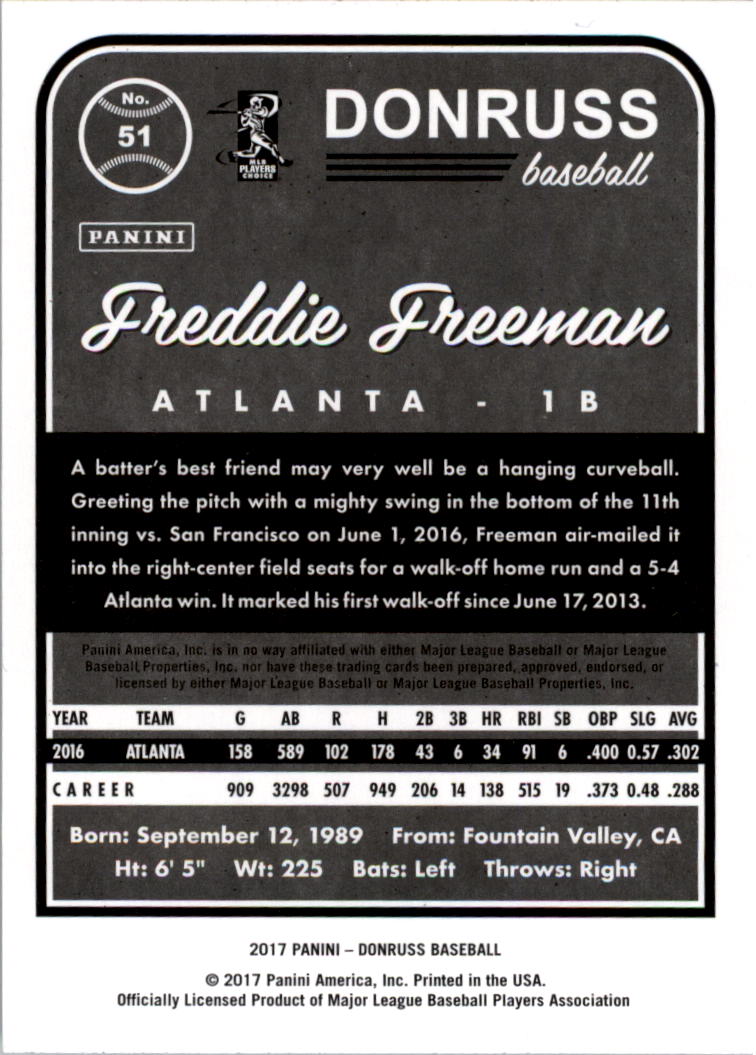 No.
51
MLB
PLAYERS
CHOICE
DONRUSS
baseball
PANINI
Freddie Freeman
ATLANTA - 1B
A batter's best friend may very well be a hanging curveball.
Greeting the pitch with a mighty swing in the bottom of the 11th
inning vs. San Francisco on June 1, 2016, Freeman air-mailed it
into the right-center field seats for a walk-off home run and a 5-4
Atlanta win. It marked his first walk-off since June 17, 2013.
Panini America, Inc. is in no way affiliated with either Major League Baseball or Major League
Baseball Properties, Inc. nor have these trading cards been prepared, approved, endorsed, or
licensed by either Major League Baseball or Major League Baseball Properties, Inc.
YEAR TEAM G AB R H 2B 3B HR RBI SB OBP SLG AVG
2016 ATLANTA 158 589 102 178 43 6 34 91 6 .400 0.57 .302
CAREER 909 3298 507 949 206 14 138 515 19 .373 0.48 .288
Born: September 12, 1989 From: Fountain Valley, CA
Ht: 6' 5" Wt: 225 Bats: Left Throws: Right
2017 PANINI – DONRUSS BASEBALL
© 2017 Panini America, Inc. Printed in the USA.
Officially Licensed Product of Major League Baseball Players Association